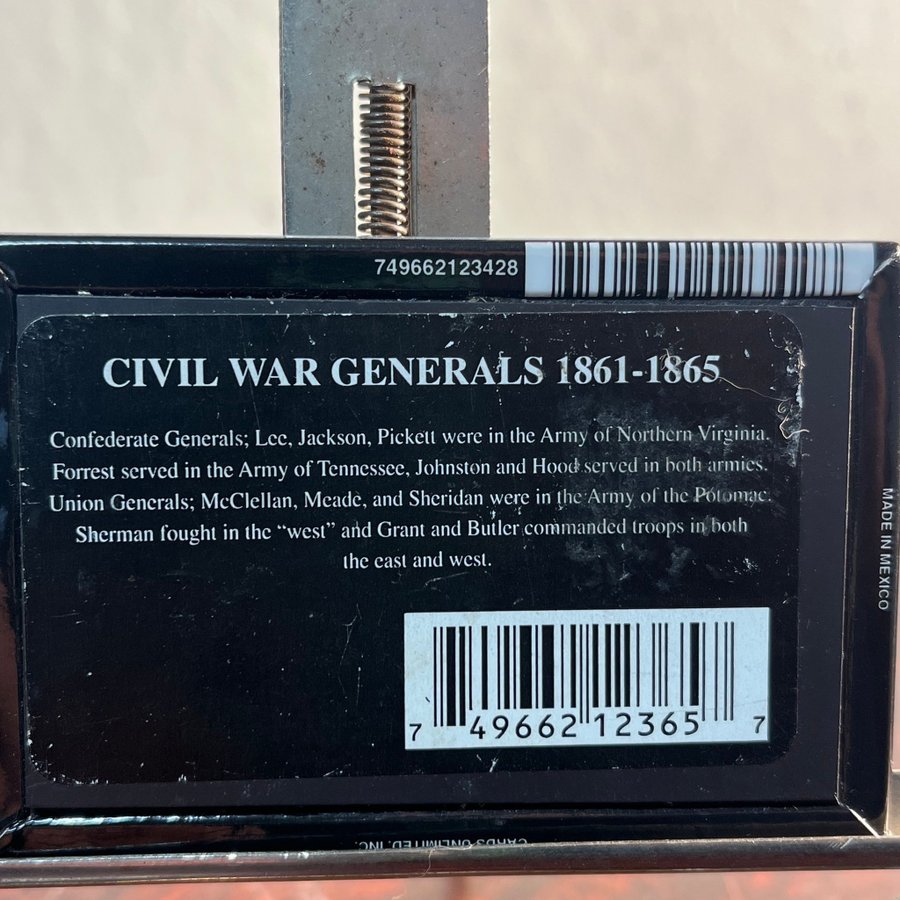 749662123428
CIVIL WAR GENERALS 1861-1865
Confederate Generals; Lee, Jackson, Pickett were in the Army of Northern Virginia.
Forrest served in the Army of Tennessee, Johnston and Hood served in both armies.
Union Generals; McClellan, Meade, and Sheridan were in the Army of the Potomac.
Sherman fought in the “west” and Grant and Butler commanded troops in both
the east and west.
MADE IN MEXICO
7 49662 12365 7
CARDS UNLIMITED, INC.